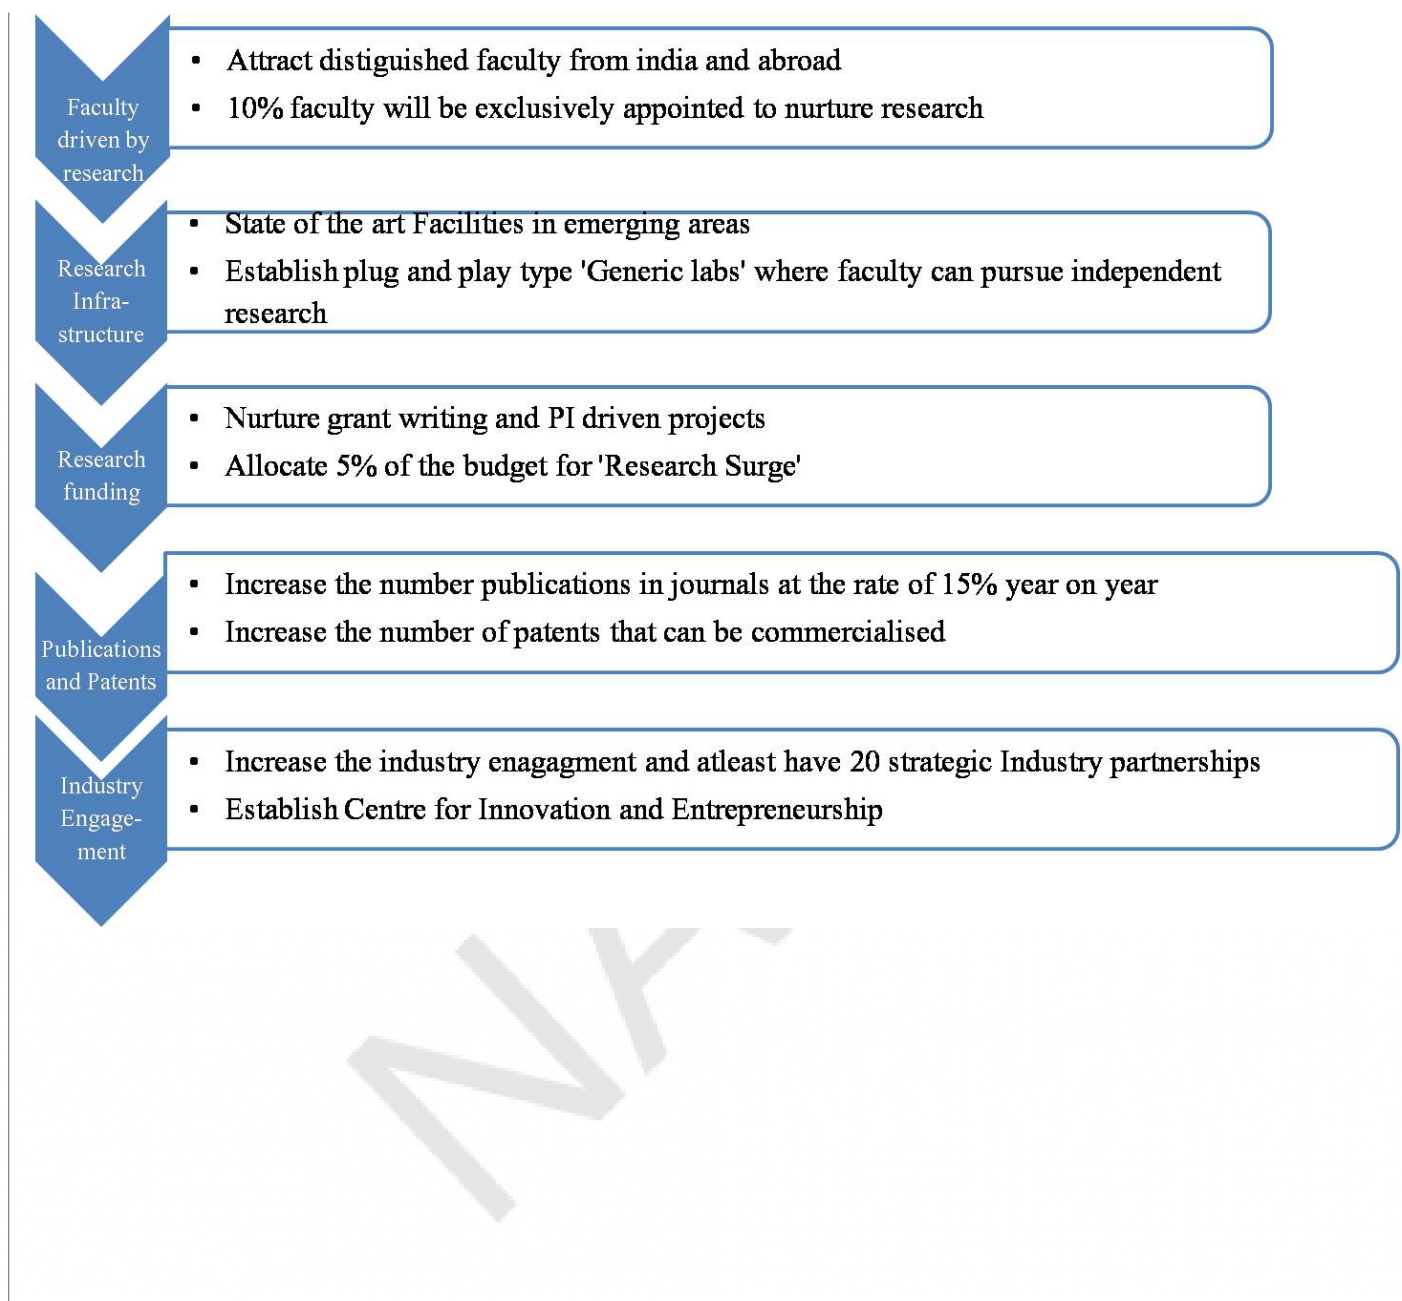 Faculty
driven by
research
• Attract distiguished faculty from india and abroad
• 10% faculty will be exclusively appointed to nurture research
Research
Infra-
structure
• State of the art Facilities in emerging areas
• Establish plug and play type 'Generic labs' where faculty can pursue independent
research
Research
funding
• Nurture grant writing and PI driven projects
• Allocate 5% of the budget for 'Research Surge'
Publications
and Patents
• Increase the number publications in journals at the rate of 15% year on year
• Increase the number of patents that can be commercialised
Industry
Engage-
ment
• Increase the industry enagagment and atleast have 20 strategic Industry partnerships
• Establish Centre for Innovation and Entrepreneurship